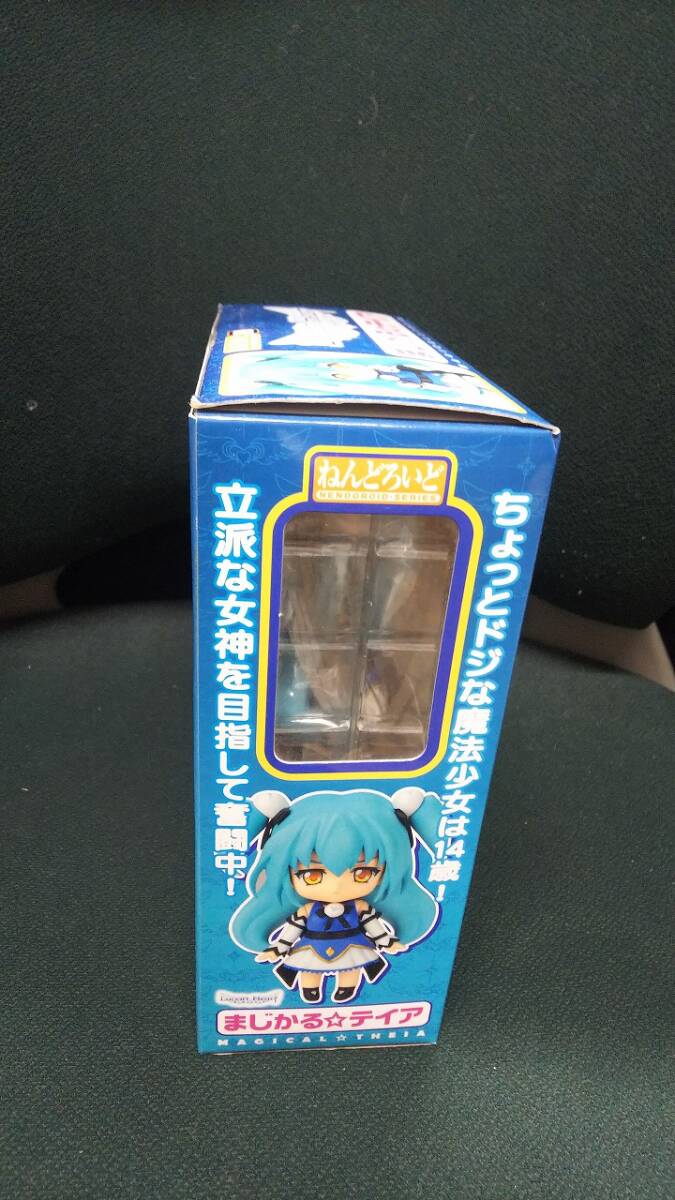 ねんどろいど
NENDOROID・SERIES
ちょっとドジな魔法少女は14歳!
立派な女神を目指して奮闘中!
まじかる☆テイア
MAGICAL☆THEIA